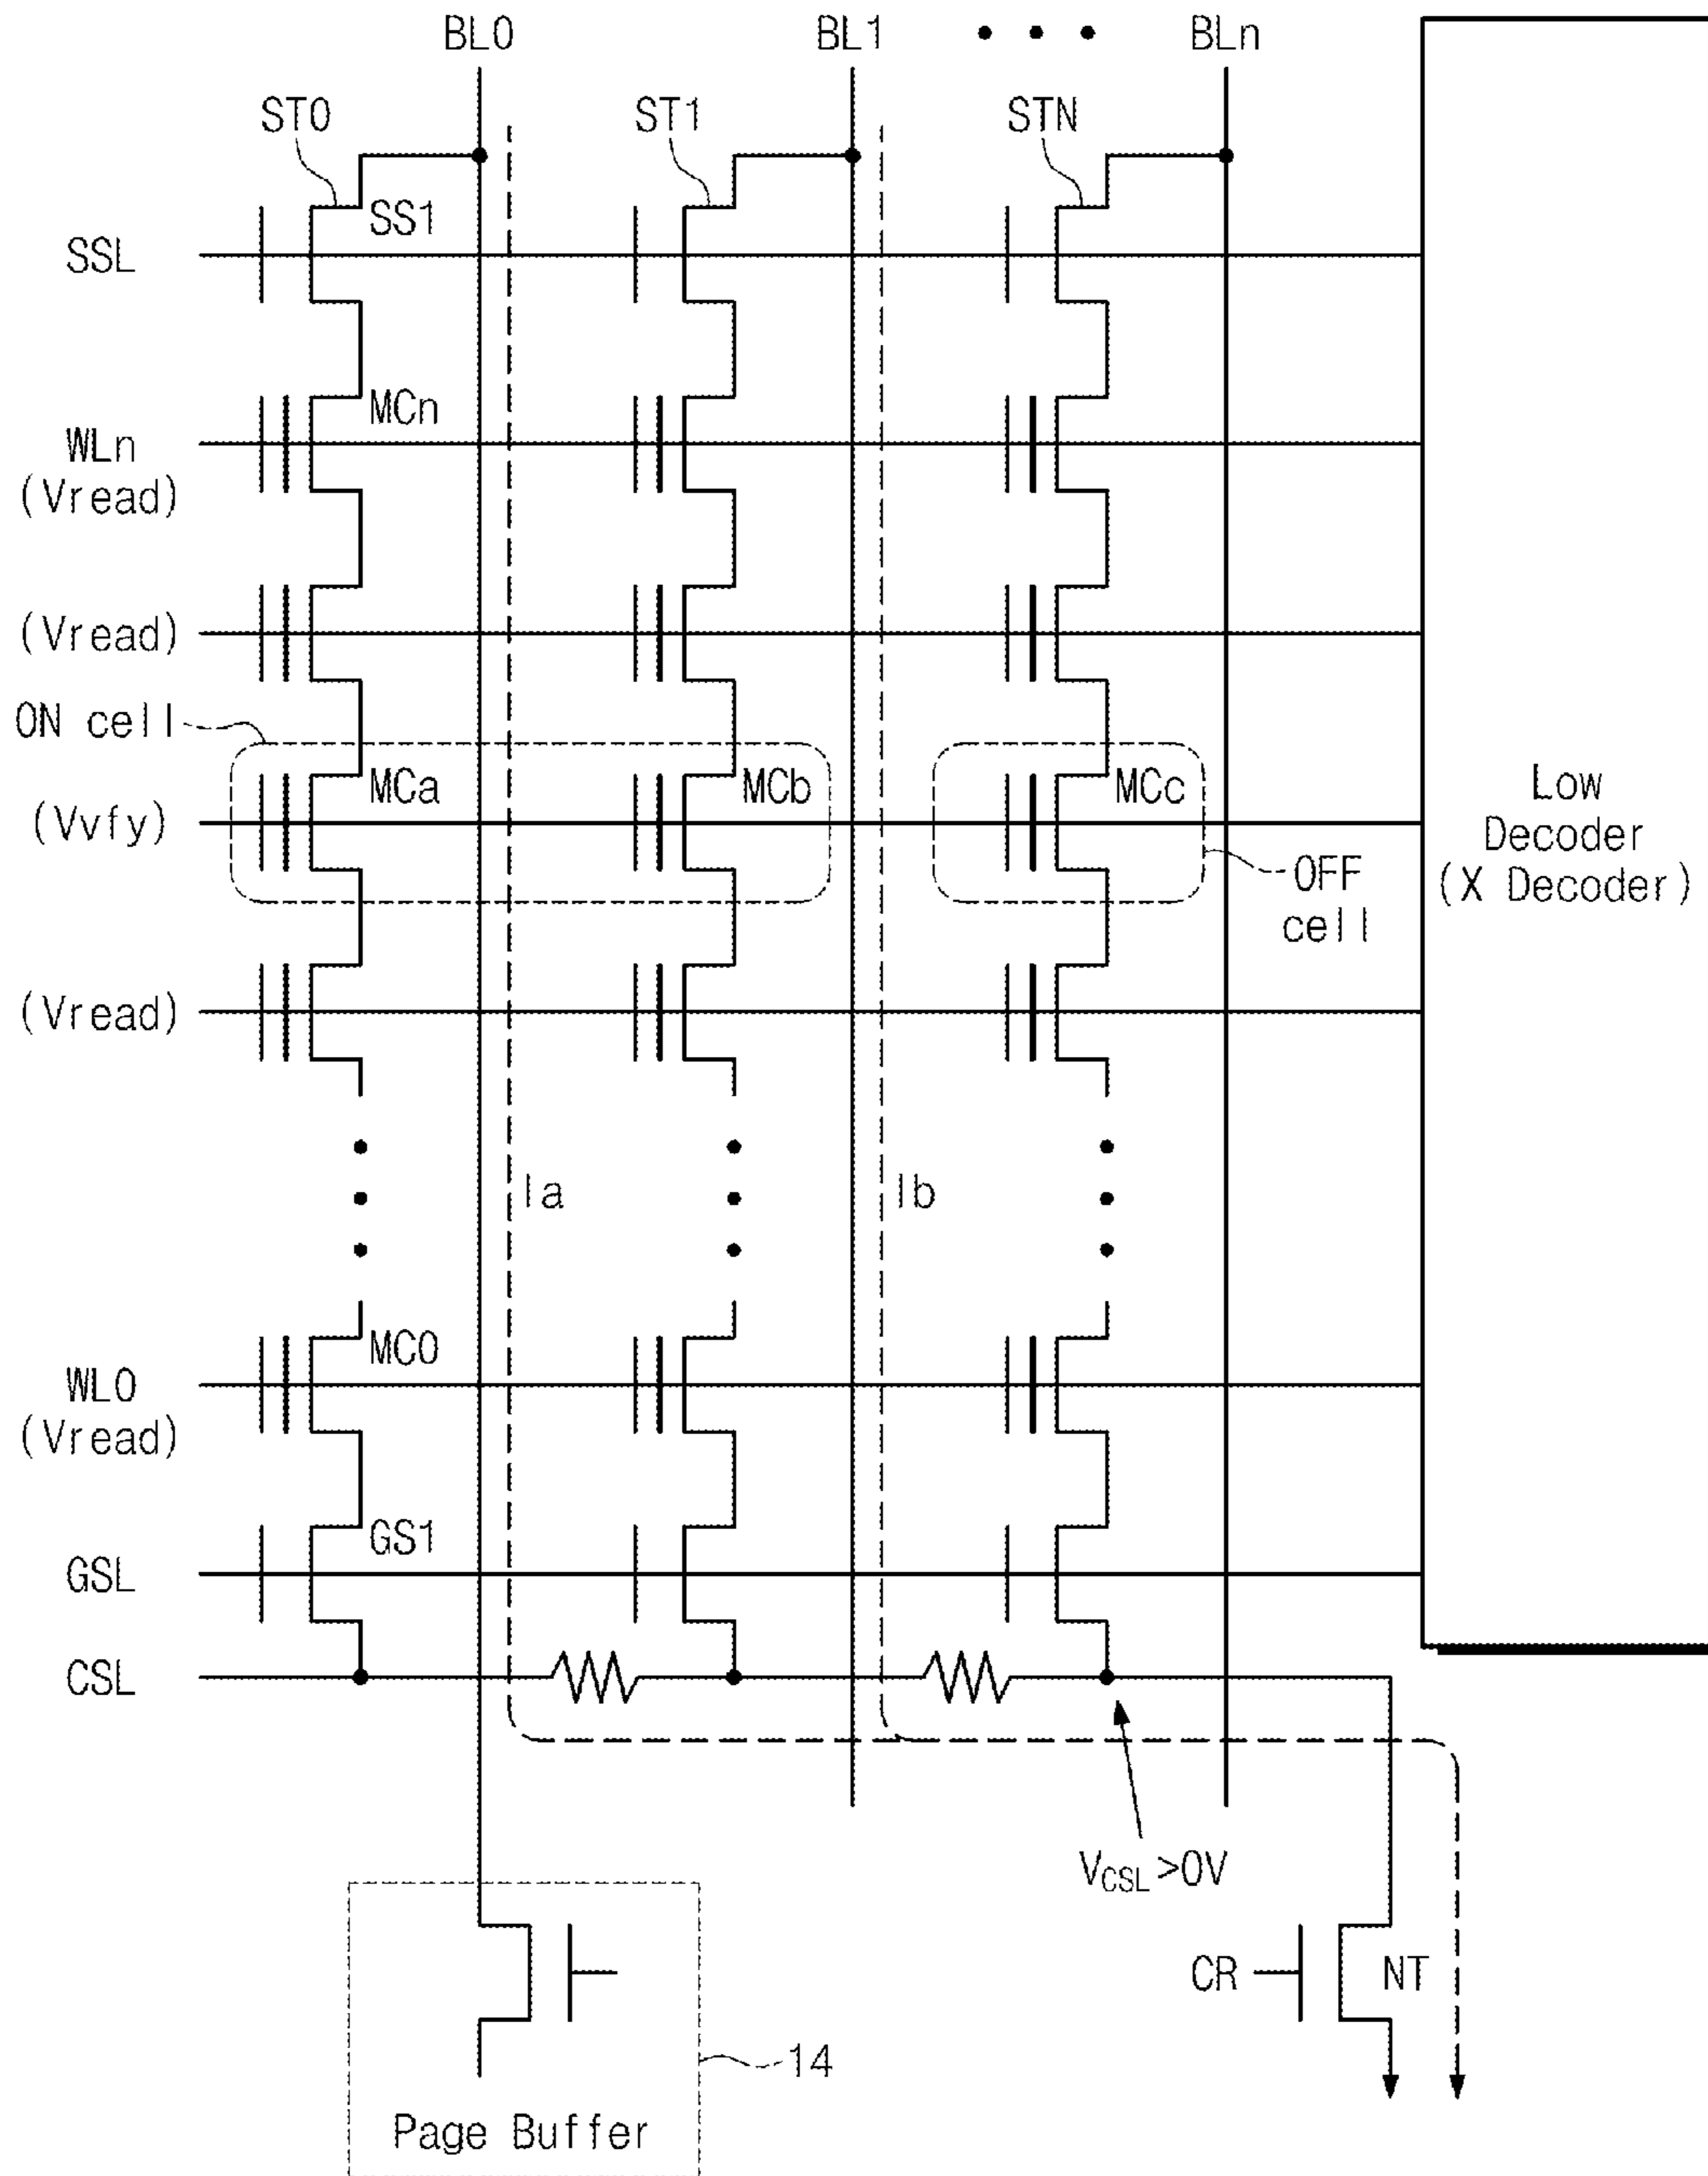 BL0
BL1
BLn
ST0
ST1
STN
SS1
SSL
MCn
WLn
(Vread)
(Vread)
ON cell
MCa
MCb
MCc
(Vvfy)
Low
Decoder
(X Decoder)
OFF
cell
(Vread)
Ia
Ib
MC0
WL0
(Vread)
GS1
GSL
CSL
VCSL>0V
CR
NT
14
Page Buffer